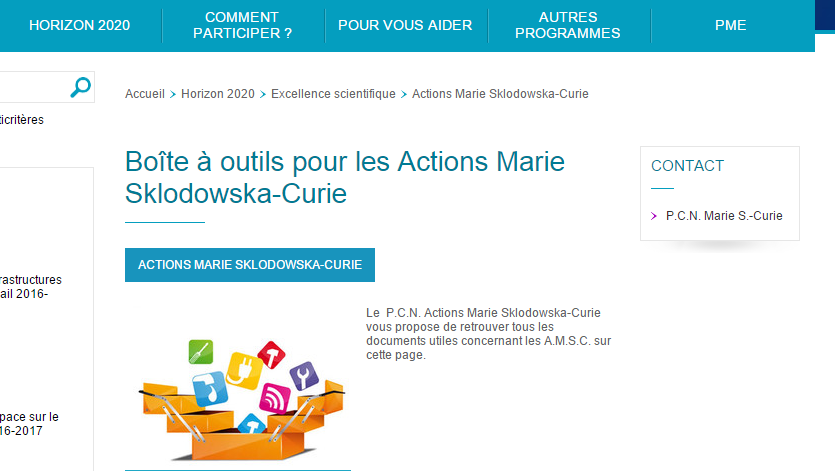 HORIZON 2020
COMMENT
PARTICIPER ?
POUR VOUS AIDER
AUTRES
PROGRAMMES
PME
Accueil > Horizon 2020 > Excellence scientifique > Actions Marie Sklodowska-Curie
ticritères
rastructures
ail 2016-
pace sur le
16-2017
Boîte à outils pour les Actions Marie
Sklodowska-Curie
ACTIONS MARIE SKLODOWSKA-CURIE
Le P.C.N. Actions Marie Sklodowska-Curie
vous propose de retrouver tous les
documents utiles concernant les A.M.S.C. sur
cette page.
CONTACT
> P.C.N. Marie S.-Curie